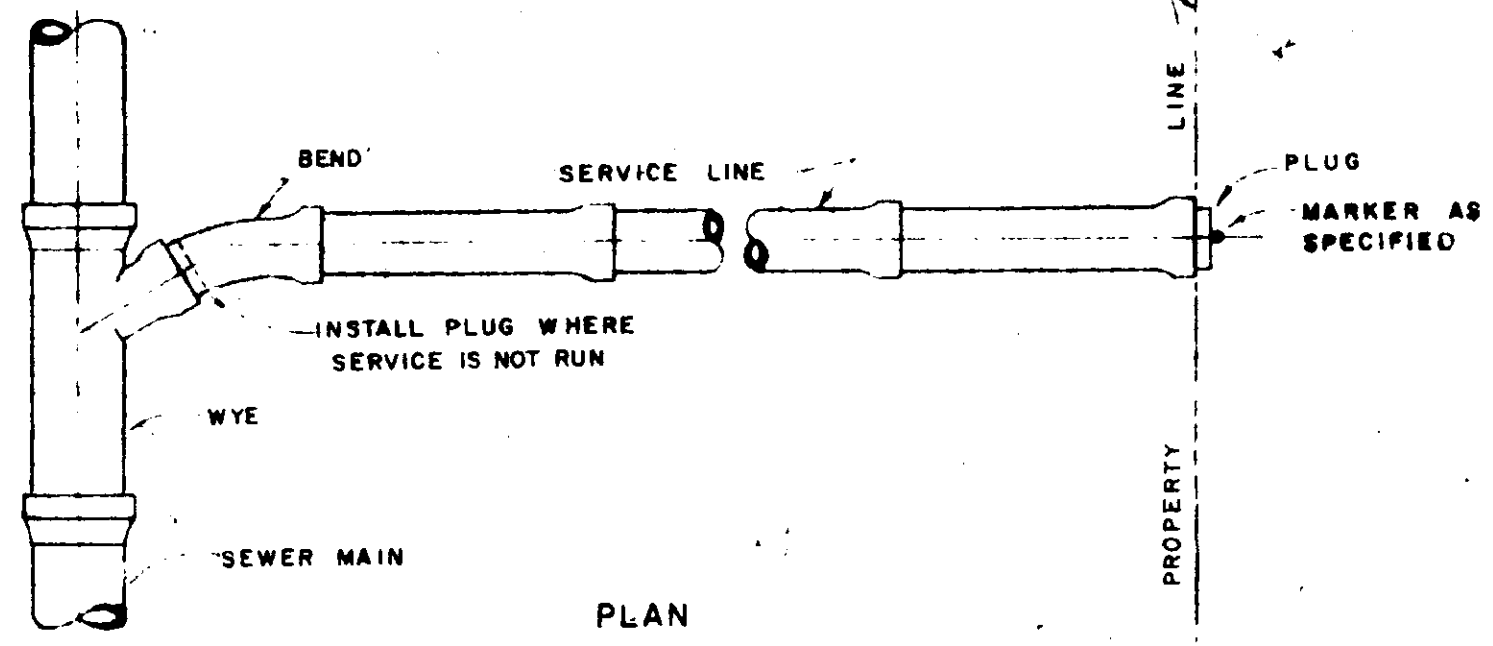 LINE
BEND
SERVICE LINE
PLUG
MARKER AS
SPECIFIED
INSTALL PLUG WHERE
SERVICE IS NOT RUN
WYE
PROPERTY
SEWER MAIN
PLAN